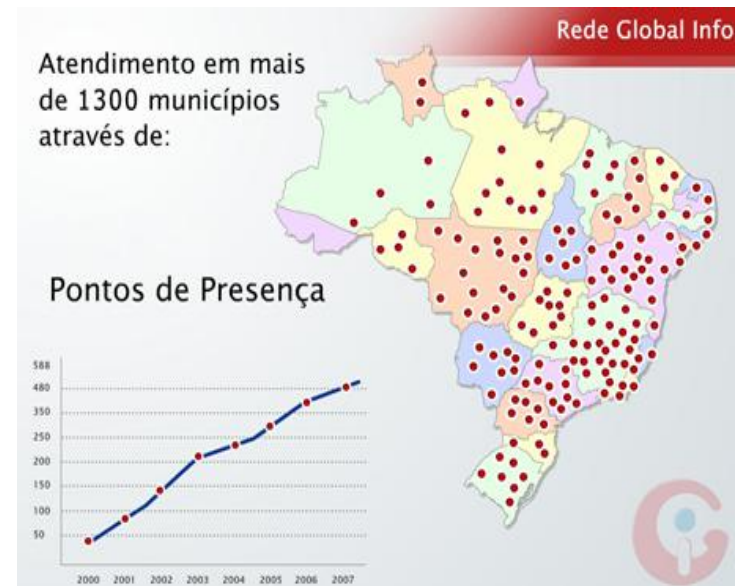 Rede Global Info
Atendimento em mais
de 1300 municípios
através de:
Pontos de Presença
588
480
350
250
200
150
100
50
2000 2001 2002 2003 2004 2005 2006 2007